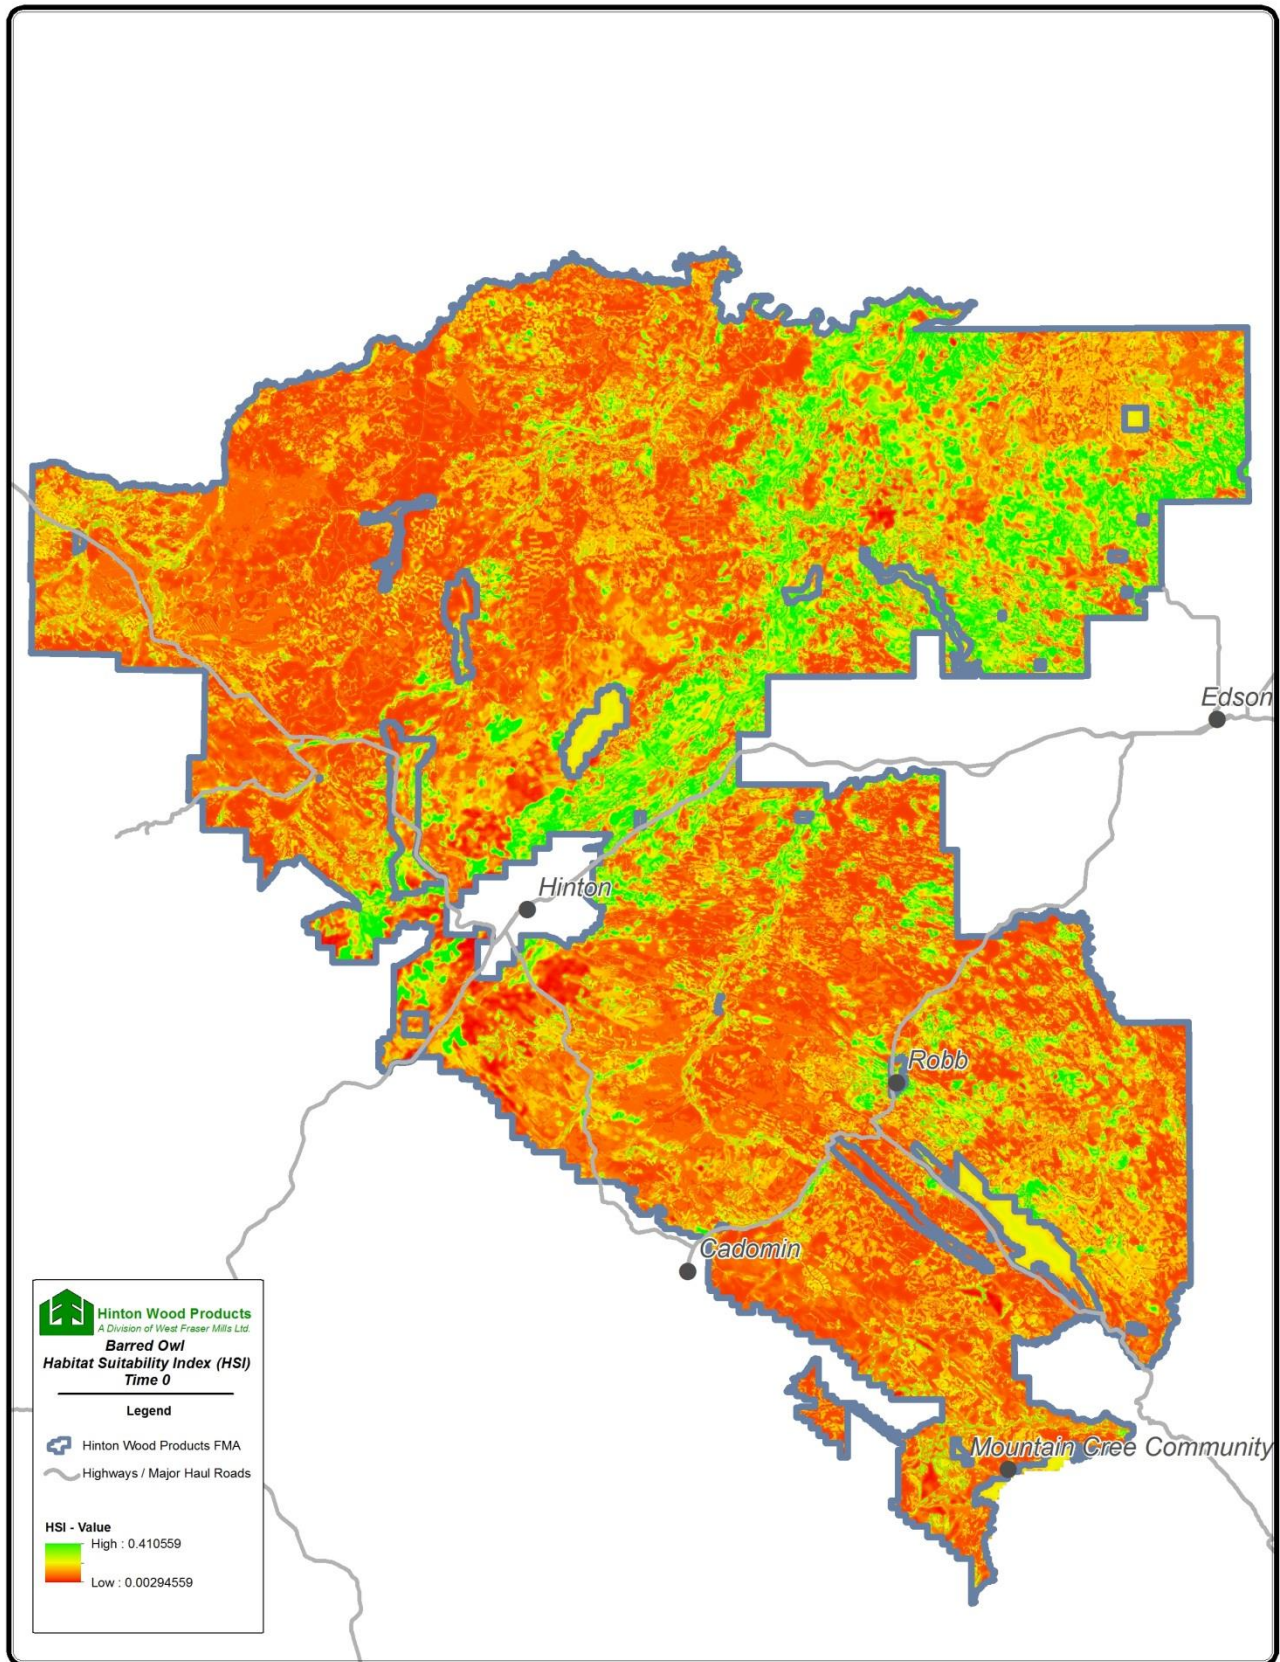 Edson
Hinton
Robb
Cadomin
Mountain Cree Community
Hinton Wood Products
A Division of West Fraser Mills Ltd.
Barred Owl
Habitat Suitability Index (HSI)
Time 0
Legend
Hinton Wood Products FMA
Highways / Major Haul Roads
HSI - Value
High : 0.410559
Low : 0.00294559